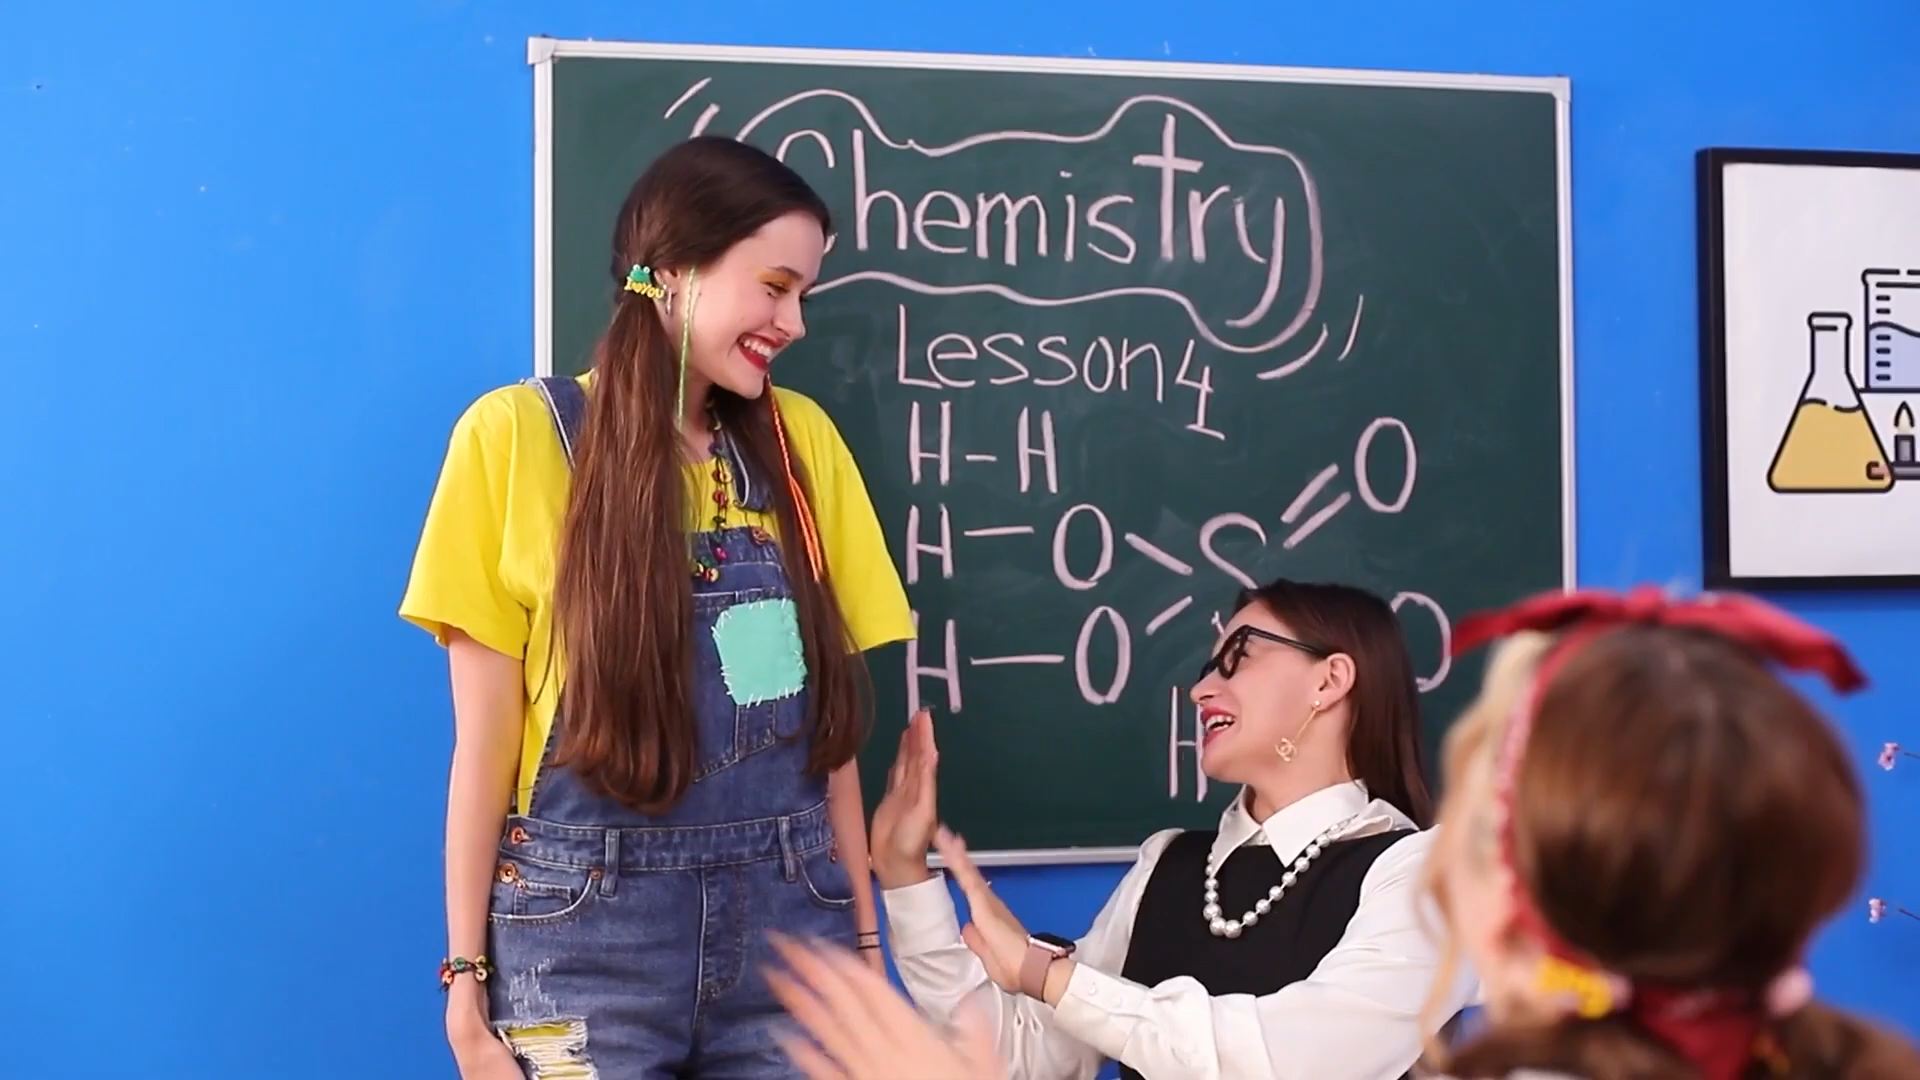 Chemistry
Lesson 4
H-H O
H-O S
H-O O
H